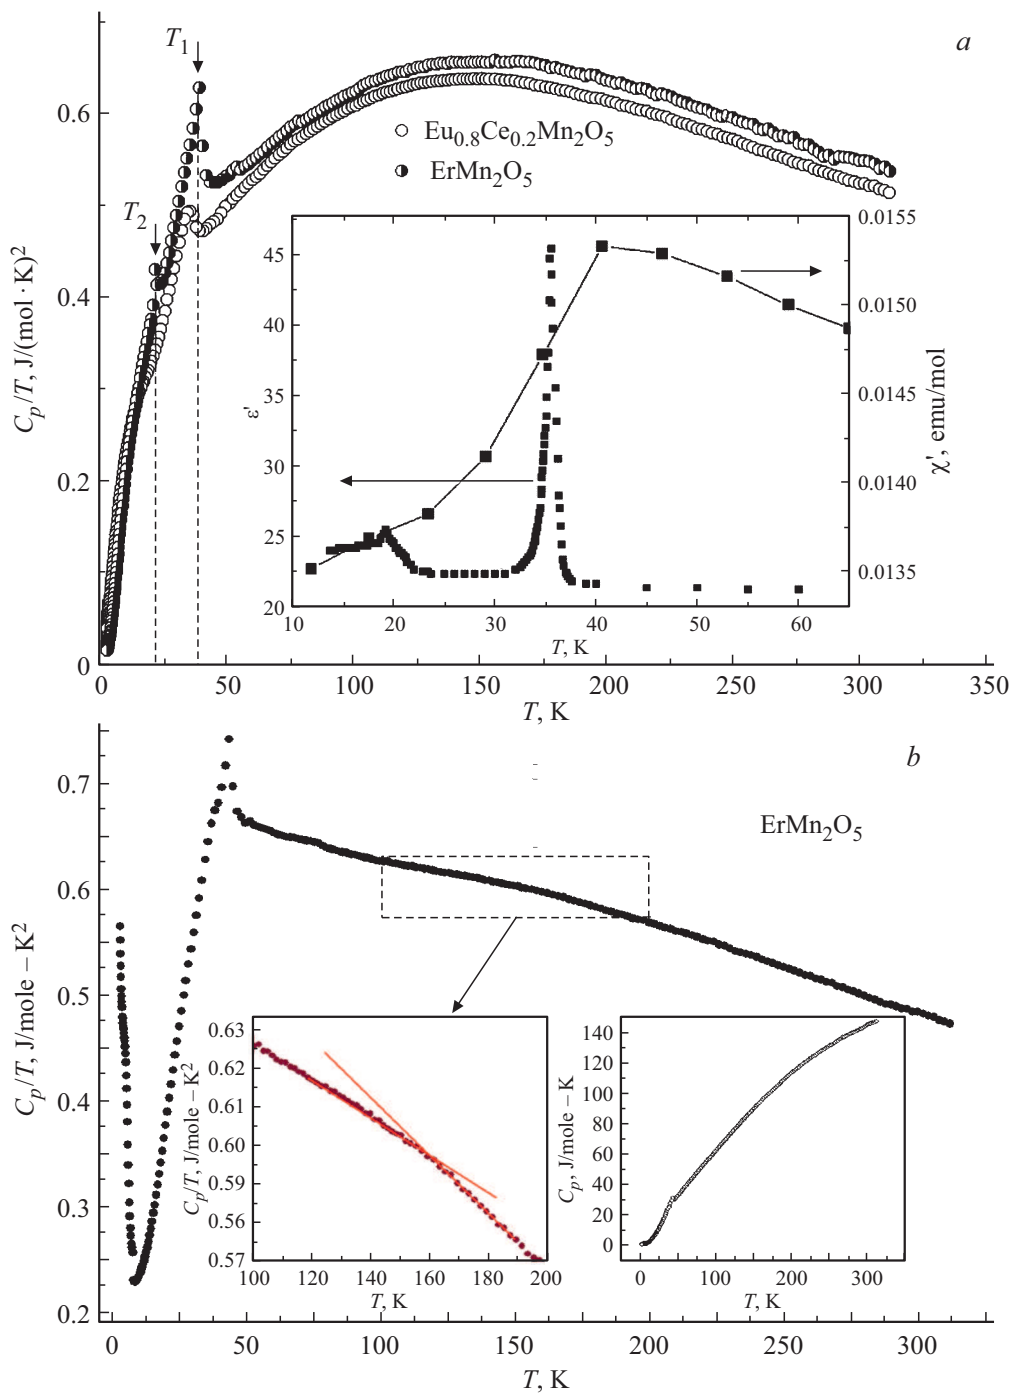 a
T₁
T₂
Eu₀.₈Ce₀.₂Mn₂O₅
ErMn₂O₅
C_p/T, J/(mol · K)²
0.6
0.4
0.2
0
0 50 100 150 200 250 300 350
T, K
ε'
45
40
35
30
25
20
10 20 30 40 50 60
T, K
χ', emu/mol
0.0155
0.0150
0.0145
0.0140
0.0135
b
ErMn₂O₅
C_p/T, J/mole – K²
0.7
0.6
0.5
0.4
0.3
0.2
0 50 100 150 200 250 300
T, K
C_p/T, J/mole – K²
0.63
0.62
0.61
0.60
0.59
0.56
0.57
100 120 140 160 180 200
T, K
C_p, J/mole – K
140
120
100
80
60
40
20
0
0 100 200 300
T, K